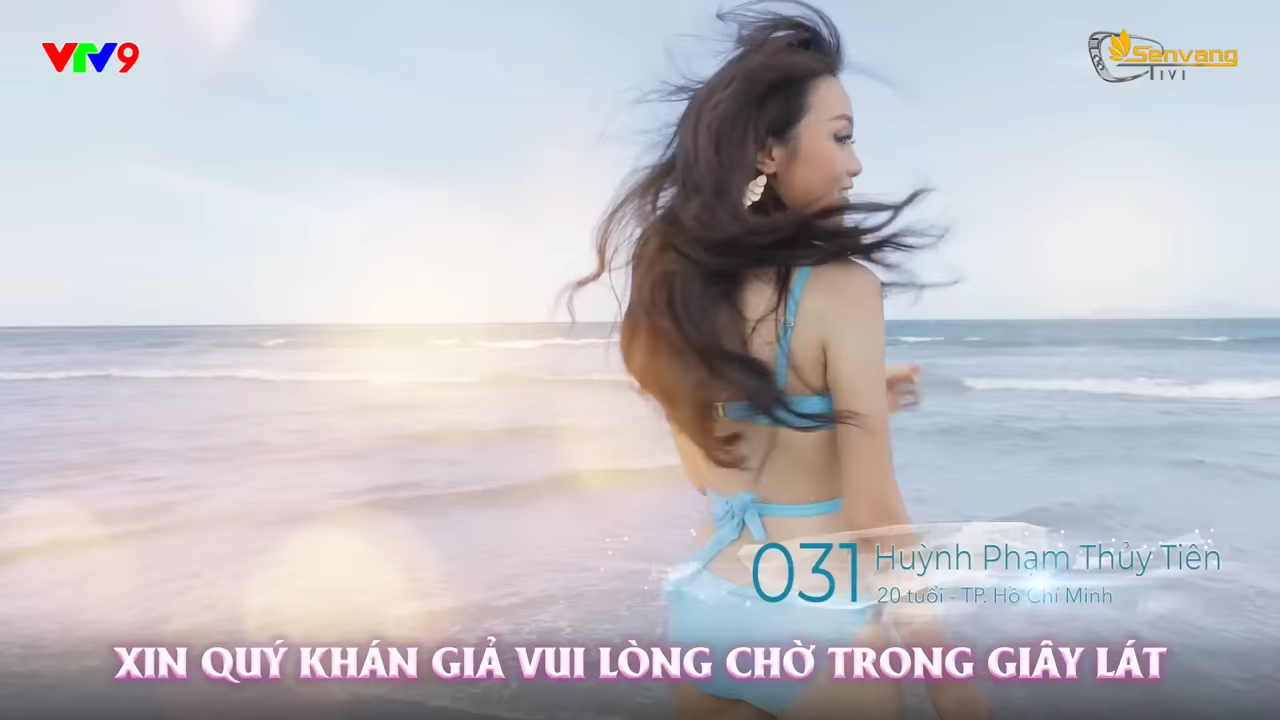 VTV9
Senvang
TIVI
031
Huỳnh Phạm Thủy Tiên
20 tuổi - TP. Hồ Chí Minh
XIN QUÝ KHÁN GIẢ VUI LÒNG CHỜ TRONG GIÂY LÁT